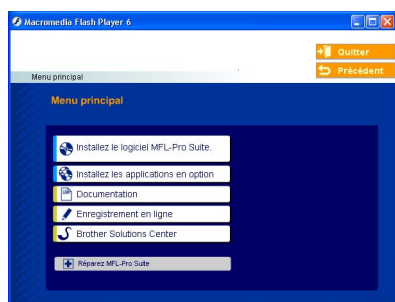 Macromedia Flash Player 6
Quitter
Précédent
Menu principal
Menu principal
Installez le logiciel MFL-Pro Suite.
Installez les applications en option
Documentation
Enregistrement en ligne
Brother Solutions Center
Réparez MFL-Pro Suite